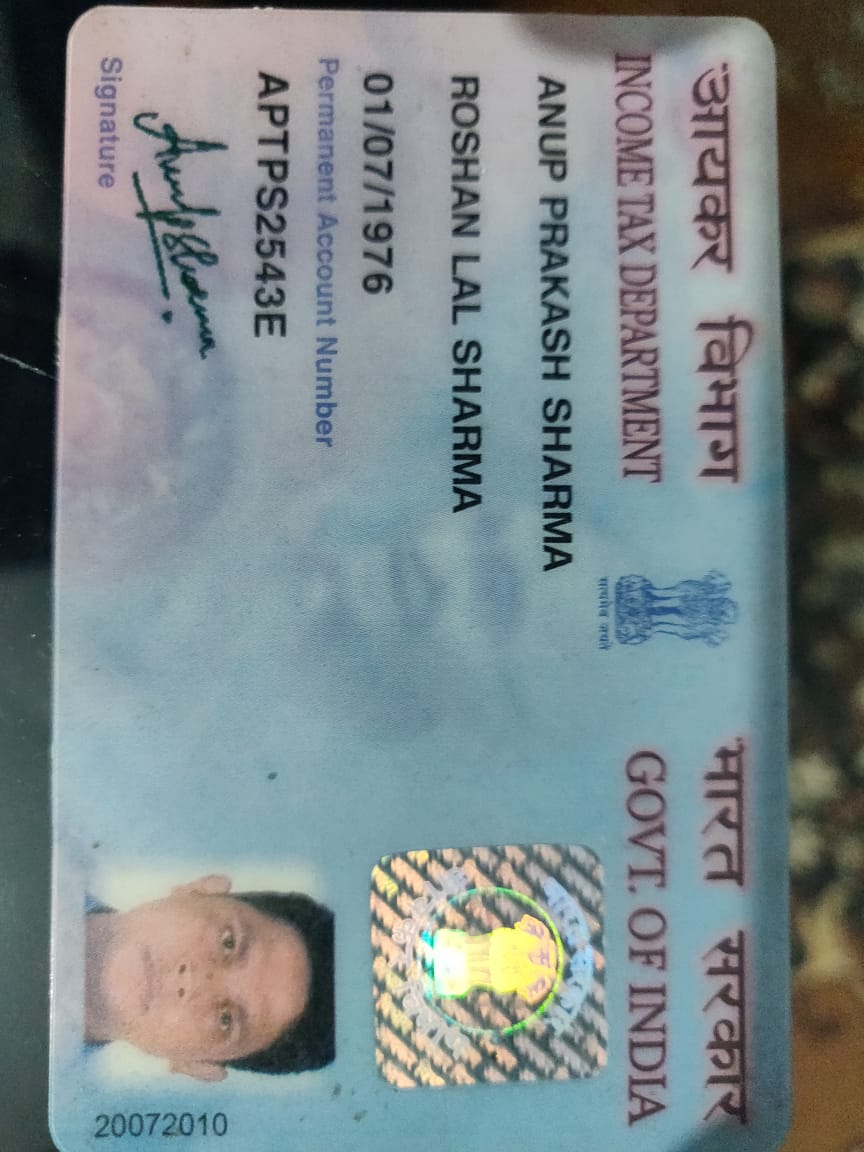 आयकर विभाग
INCOME TAX DEPARTMENT
सत्यमेव जयते
भारत सरकार
GOVT. OF INDIA
ANUP PRAKASH SHARMA
ROSHAN LAL SHARMA
01/07/1976
Permanent Account Number
APTPS2543E
Anup Sharma
Signature
20072010